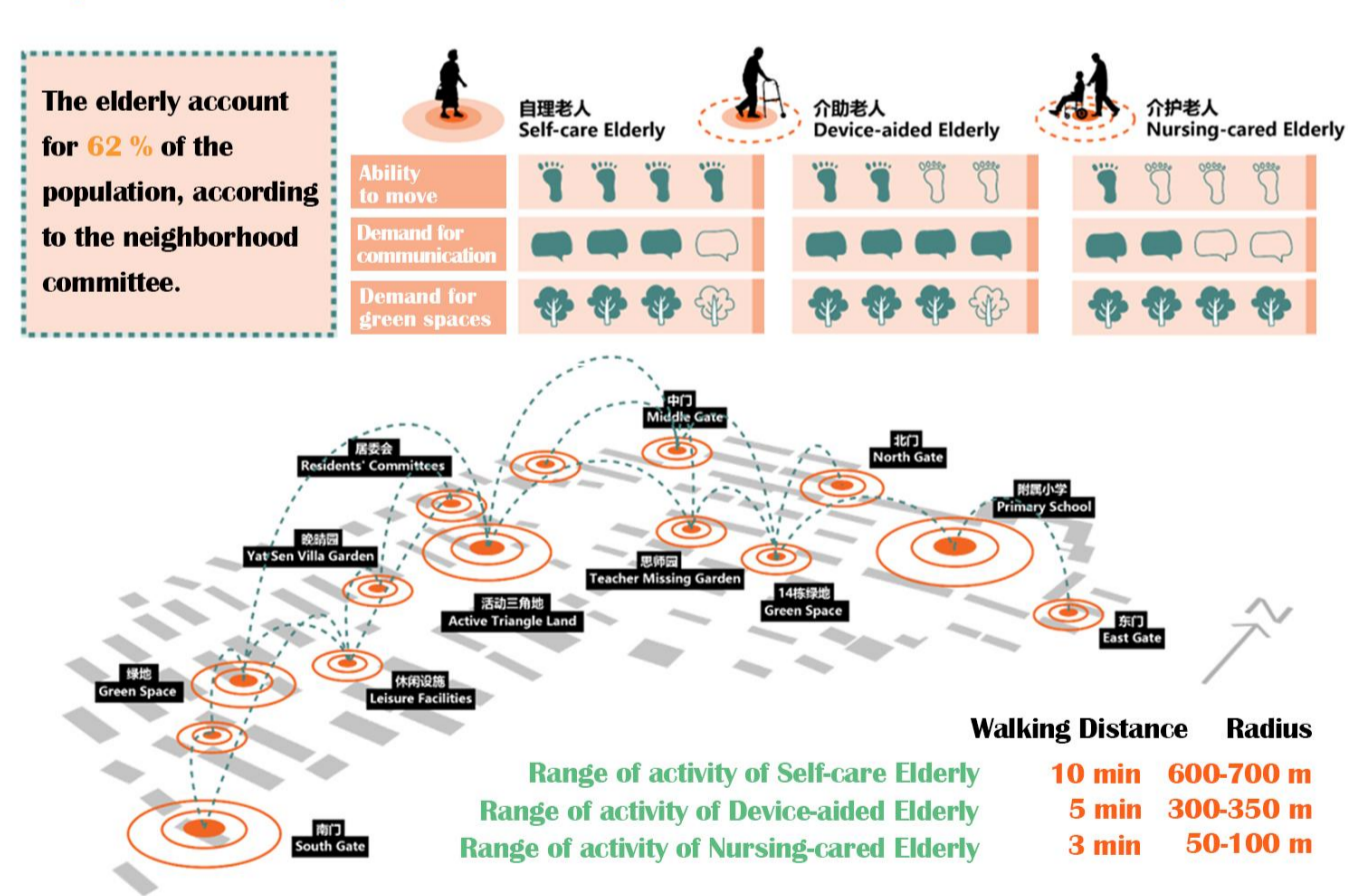 The elderly account
for 62 % of the
population, according
to the neighborhood
committee.
自理老人
Self-care Elderly
介助老人
Device-aided Elderly
介护老人
Nursing-cared Elderly
Ability
to move
Demand for
communication
Demand for
green spaces
中门
Middle Gate
居委会
Residents' Committees
北门
North Gate
附属小学
Primary School
晚晴园
Yat Sen Villa Garden
思师园
Teacher Missing Garden
活动三角地
Active Triangle Land
14栋绿地
Green Space
东门
East Gate
绿地
Green Space
休闲设施
Leisure Facilities
南门
South Gate
N
Walking Distance Radius
Range of activity of Self-care Elderly 10 min 600-700 m
Range of activity of Device-aided Elderly 5 min 300-350 m
Range of activity of Nursing-cared Elderly 3 min 50-100 m